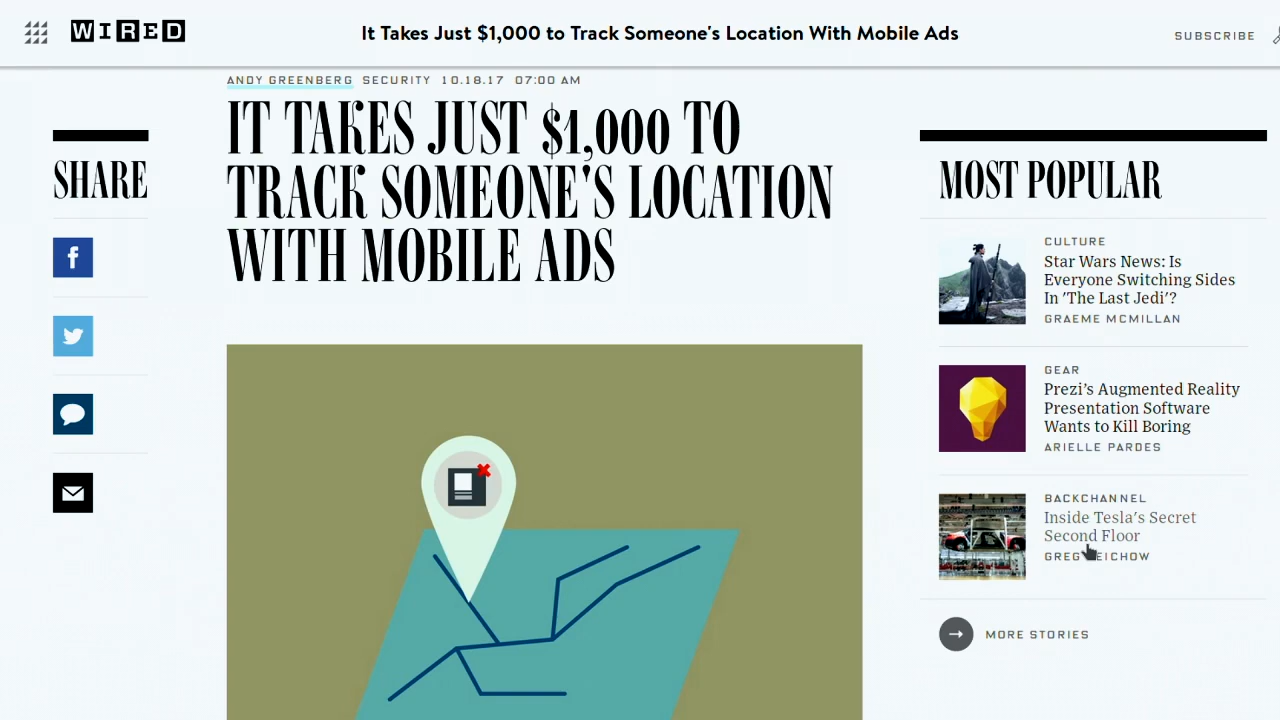 WIRED
It Takes Just $1,000 to Track Someone's Location With Mobile Ads
SUBSCRIBE
ANDY GREENBERG SECURITY 10.18.17 07:00 AM
IT TAKES JUST $1,000 TO
TRACK SOMEONE'S LOCATION
WITH MOBILE ADS
SHARE
MOST POPULAR
CULTURE
Star Wars News: Is
Everyone Switching Sides
In 'The Last Jedi'?
GRAEME MCMILLAN
GEAR
Prezi's Augmented Reality
Presentation Software
Wants to Kill Boring
ARIELLE PARDES
BACKCHANNEL
Inside Tesla's Secret
Second Floor
MORE STORIES